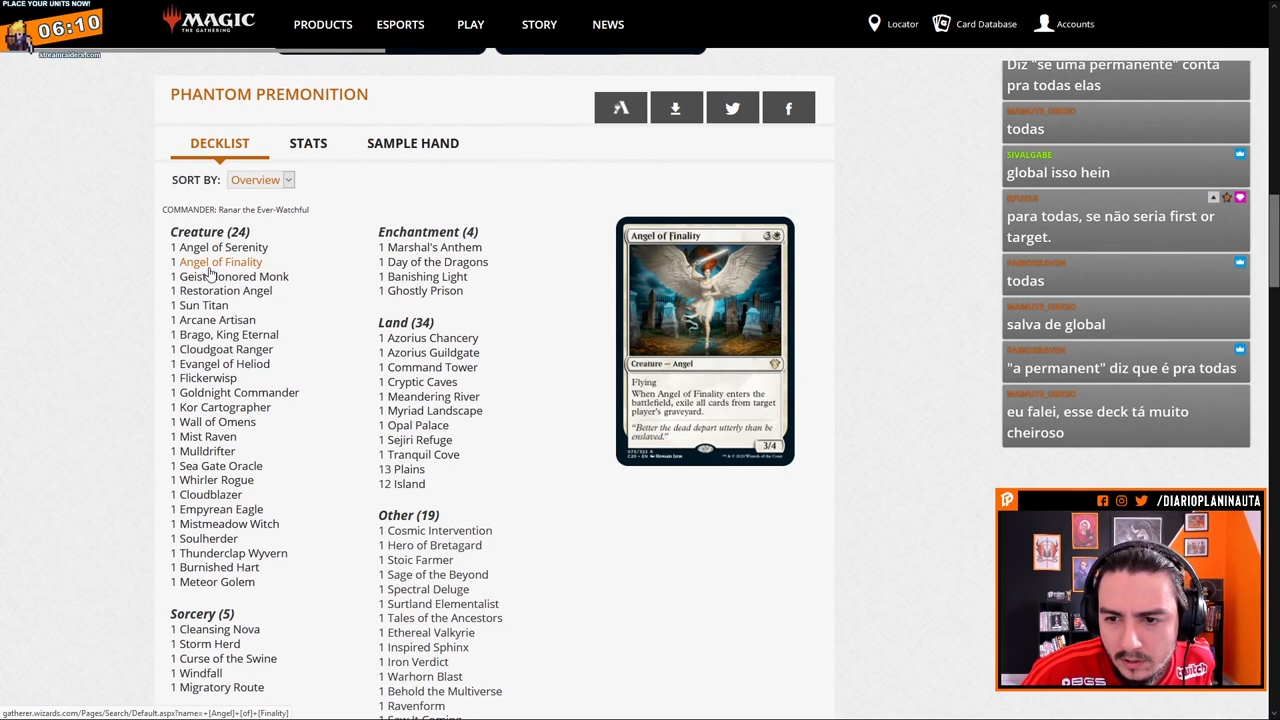 PLACE YOUR UNITS NOW!
06:10
streamraiders.com
MAGIC
THE GATHERING
PRODUCTS
ESPORTS
PLAY
STORY
NEWS
Locator
Card Database
Accounts
PHANTOM PREMONITION
DECKLIST
STATS
SAMPLE HAND
SORT BY: Overview
COMMANDER: Ranar the Ever-Watchful
Creature (24)
1 Angel of Serenity
1 Angel of Finality
1 Geist-Honored Monk
1 Restoration Angel
1 Sun Titan
1 Arcane Artisan
1 Brago, King Eternal
1 Cloudgoat Ranger
1 Evangel of Heliod
1 Flickerwisp
1 Goldnight Commander
1 Kor Cartographer
1 Wall of Omens
1 Mist Raven
1 Mulldrifter
1 Sea Gate Oracle
1 Whirler Rogue
1 Cloudblazer
1 Empyrean Eagle
1 Mistmeadow Witch
1 Soulherder
1 Thunderclap Wyvern
1 Burnished Hart
1 Meteor Golem
Sorcery (5)
1 Cleansing Nova
1 Storm Herd
1 Curse of the Swine
1 Windfall
1 Migratory Route
Enchantment (4)
1 Marshal's Anthem
1 Day of the Dragons
1 Banishing Light
1 Ghostly Prison
Land (34)
1 Azorius Chancery
1 Azorius Guildgate
1 Command Tower
1 Cryptic Caves
1 Meandering River
1 Myriad Landscape
1 Opal Palace
1 Sejiri Refuge
1 Tranquil Cove
13 Plains
12 Island
Other (19)
1 Cosmic Intervention
1 Hero of Bretagard
1 Stoic Farmer
1 Sage of the Beyond
1 Spectral Deluge
1 Surtland Elementalist
1 Tales of the Ancestors
1 Ethereal Valkyrie
1 Inspired Sphinx
1 Iron Verdict
1 Warhorn Blast
1 Behold the Multiverse
1 Ravenform
1 Saw It Coming
Angel of Finality
3
Creature — Angel
Flying
When Angel of Finality enters the
battlefield, exile all cards from target
player's graveyard.
"Better the dead depart utterly than be
enslaved."
3/4
Diz "se uma permanente" conta
pra todas elas
todas
SIVALGABE
global isso hein
para todas, se não seria first or
target.
todas
salva de global
"a permanent" diz que é pra todas
eu falei, esse deck tá muito
cheiroso
/DIARIOPLANINAUTA
BGS
twitch
gatherer.wizards.com/Pages/Search/Default.aspx?name=+[Angel]+[of]+[Finality]